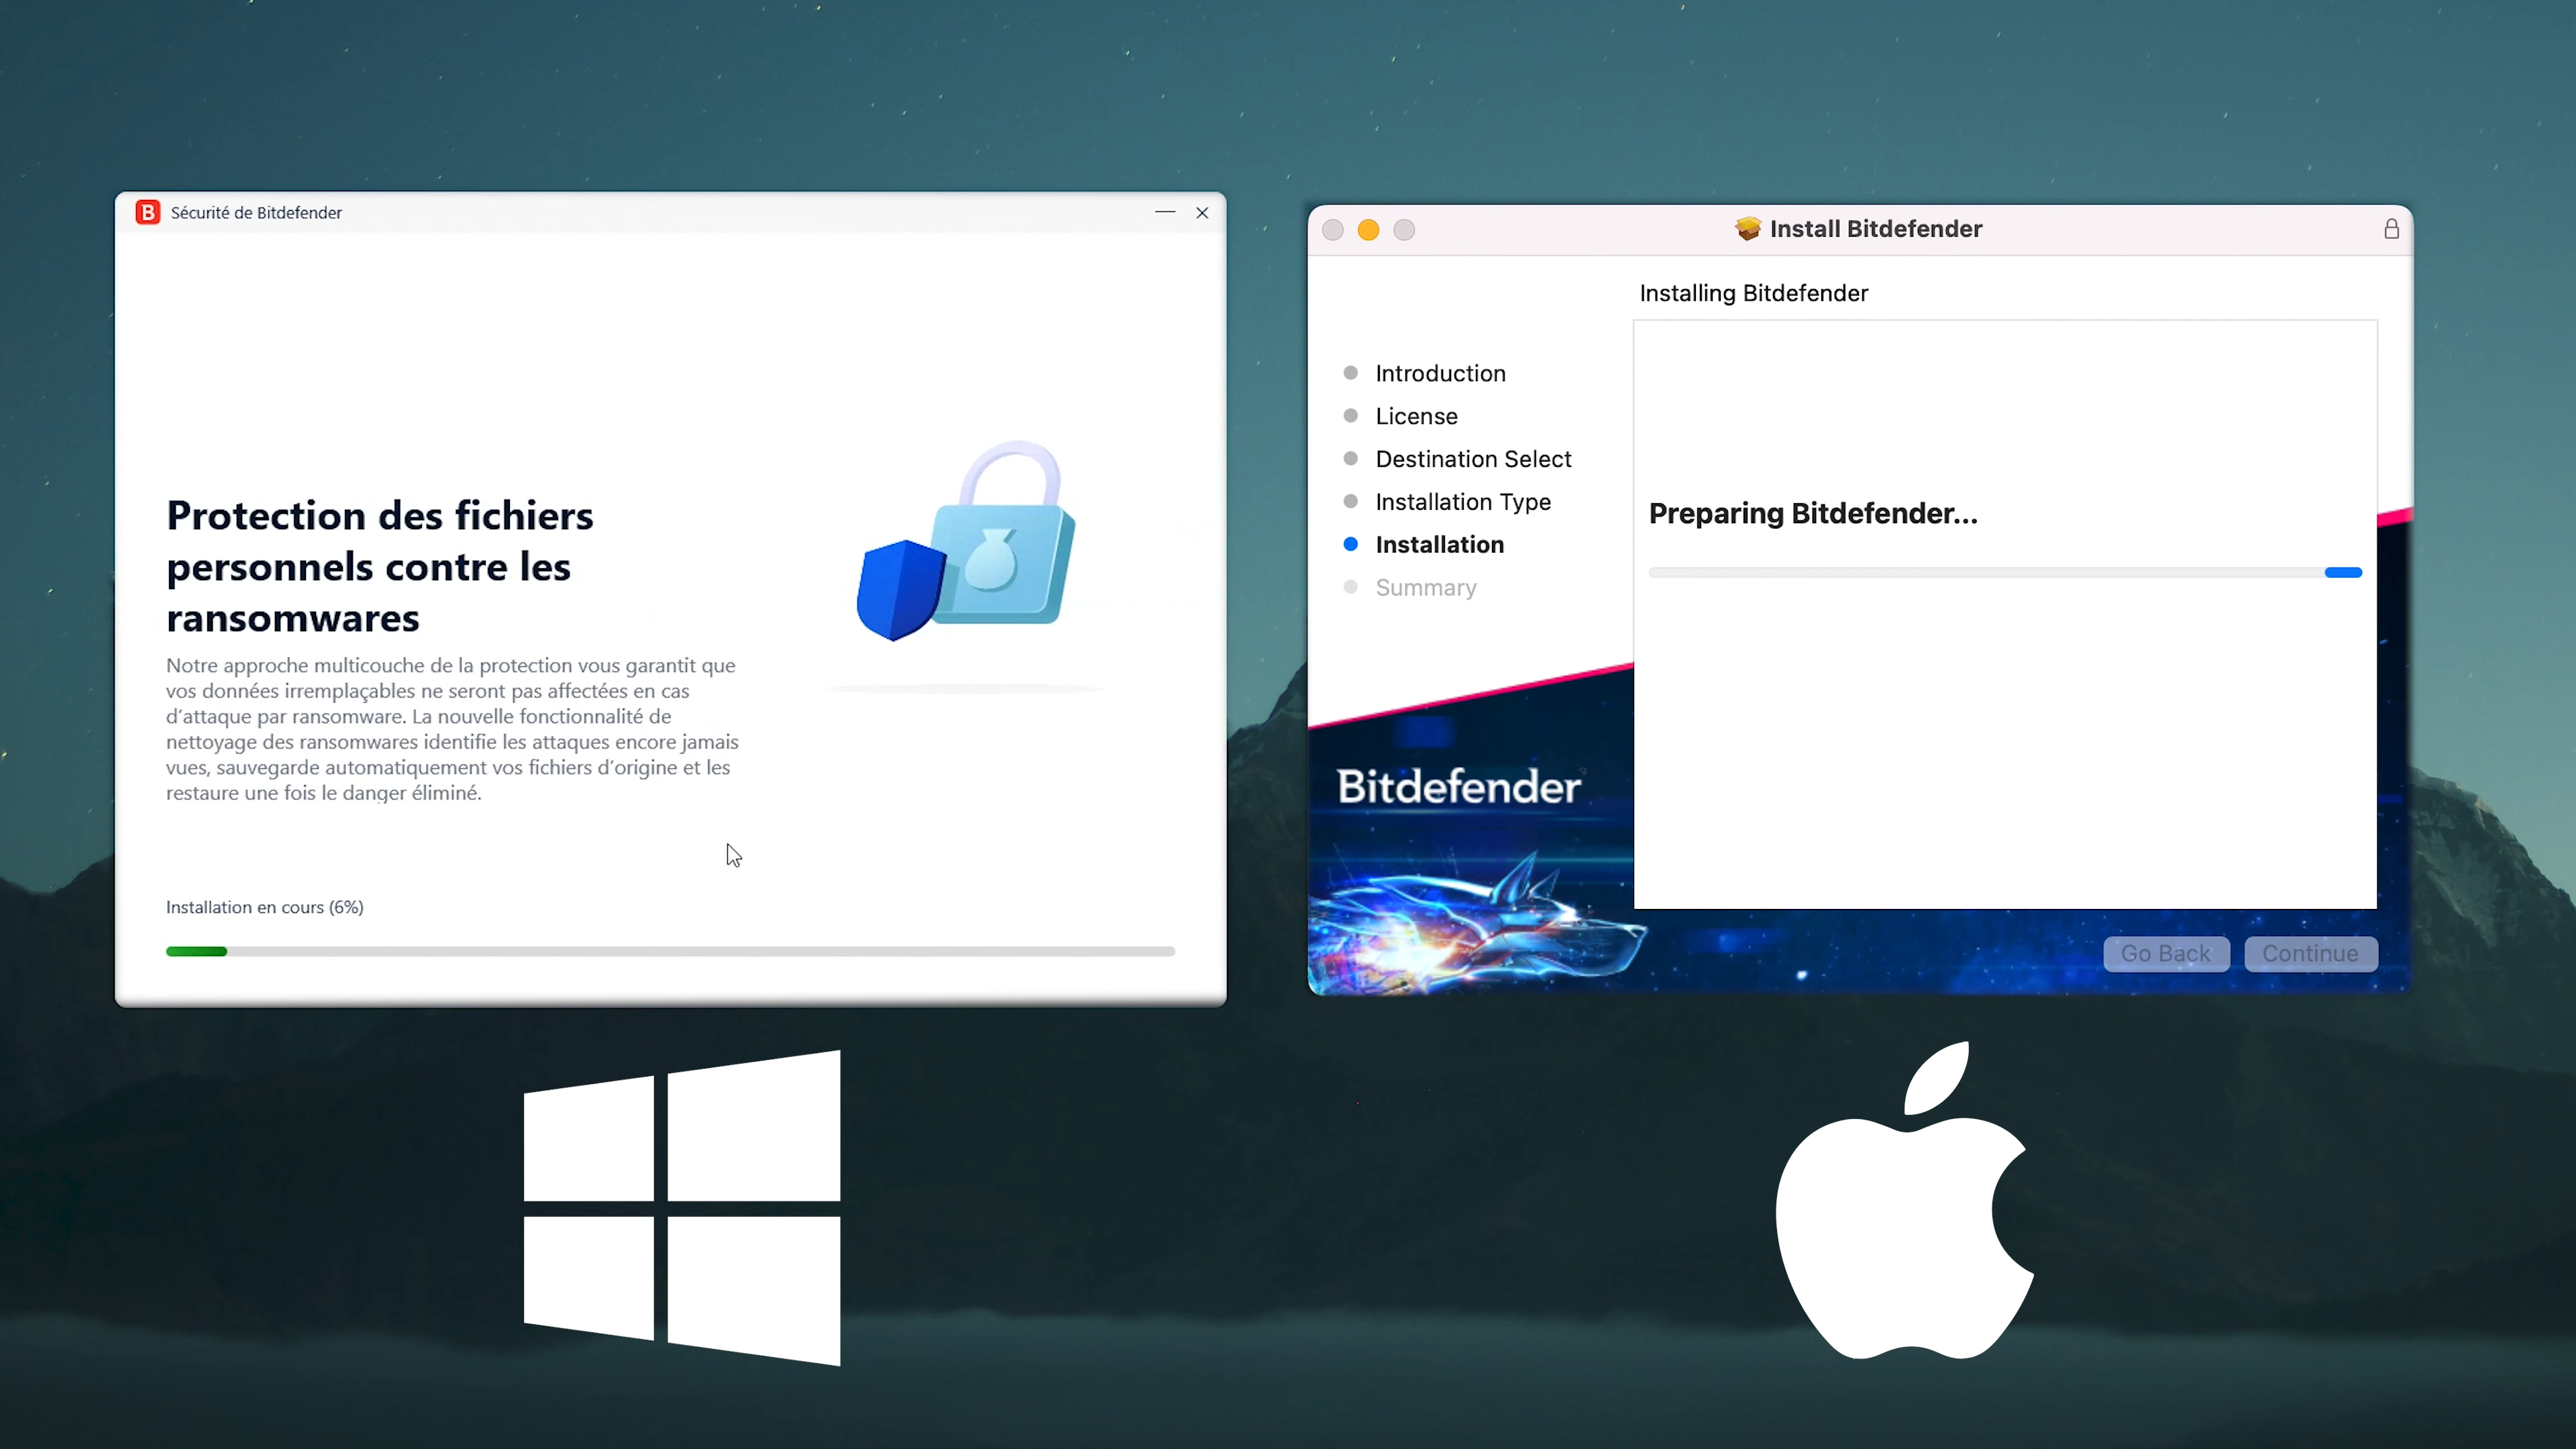 B Sécurité de Bitdefender
Protection des fichiers
personnels contre les
ransomwares
Notre approche multicouche de la protection vous garantit que
vos données irremplaçables ne seront pas affectées en cas
d'attaque par ransomware. La nouvelle fonctionnalité de
nettoyage des ransomwares identifie les attaques encore jamais
vues, sauvegarde automatiquement vos fichiers d'origine et les
restaure une fois le danger éliminé.
Installation en cours (6%)
Install Bitdefender
Installing Bitdefender
Introduction
License
Destination Select
Installation Type
Installation
Summary
Preparing Bitdefender...
Bitdefender
Go Back
Continue